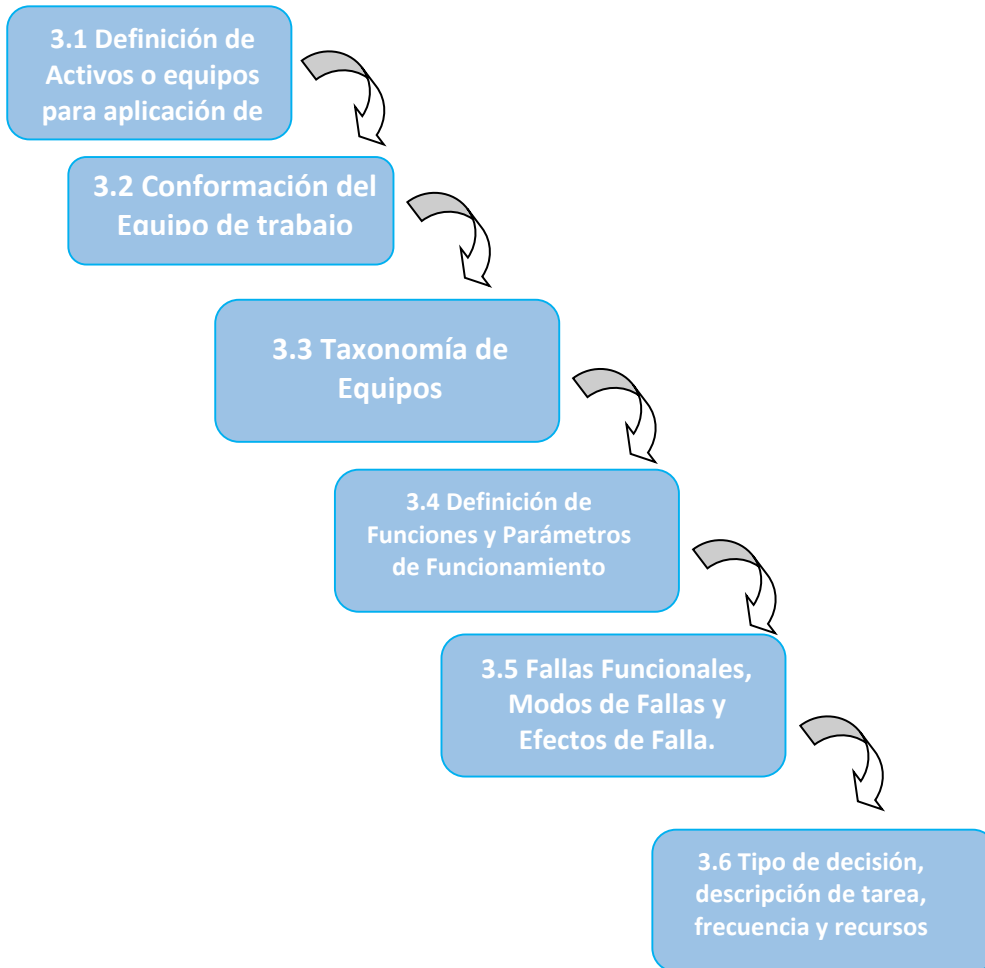 3.1 Definición de
Activos o equipos
para aplicación de
3.2 Conformación del
Equipo de trabajo
3.3 Taxonomía de
Equipos
3.4 Definición de
Funciones y Parámetros
de Funcionamiento
3.5 Fallas Funcionales,
Modos de Fallas y
Efectos de Falla.
3.6 Tipo de decisión,
descripción de tarea,
frecuencia y recursos